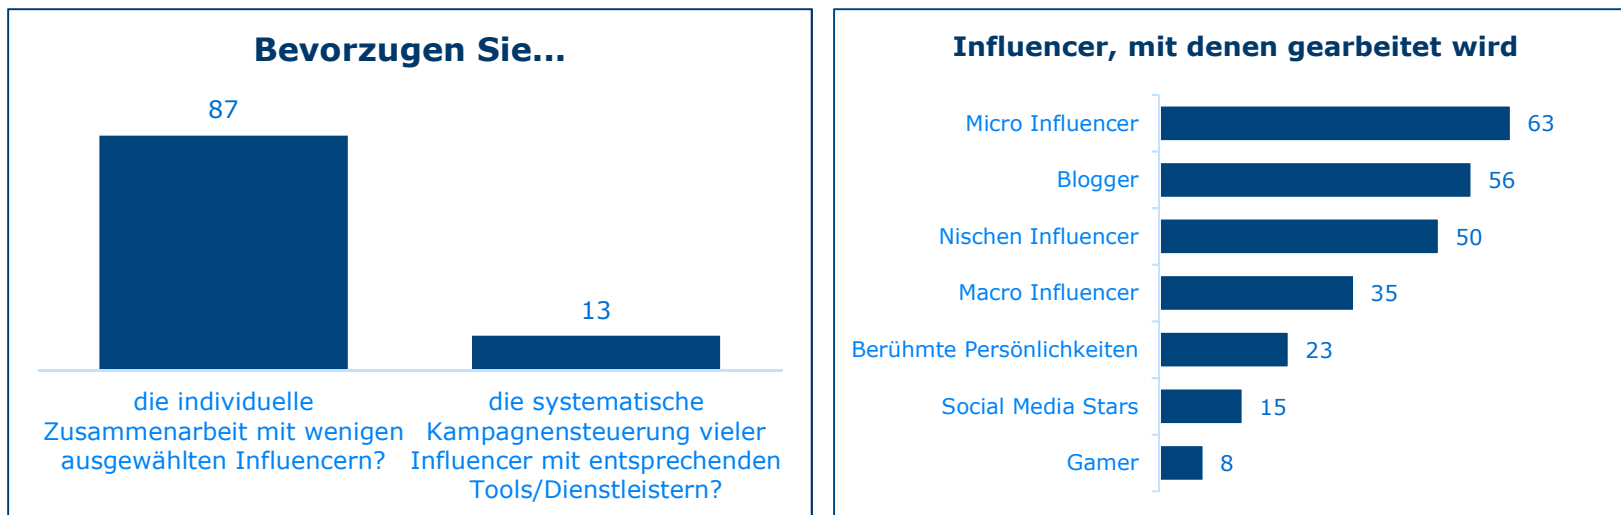 Bevorzugen Sie...
87
13
die individuelle
Zusammenarbeit mit wenigen
ausgewählten Influencern?
die systematische
Kampagnensteuerung vieler
Influencer mit entsprechenden
Tools/Dienstleistern?
Influencer, mit denen gearbeitet wird
Micro Influencer 63
Blogger 56
Nischen Influencer 50
Macro Influencer 35
Berühmte Persönlichkeiten 23
Social Media Stars 15
Gamer 8